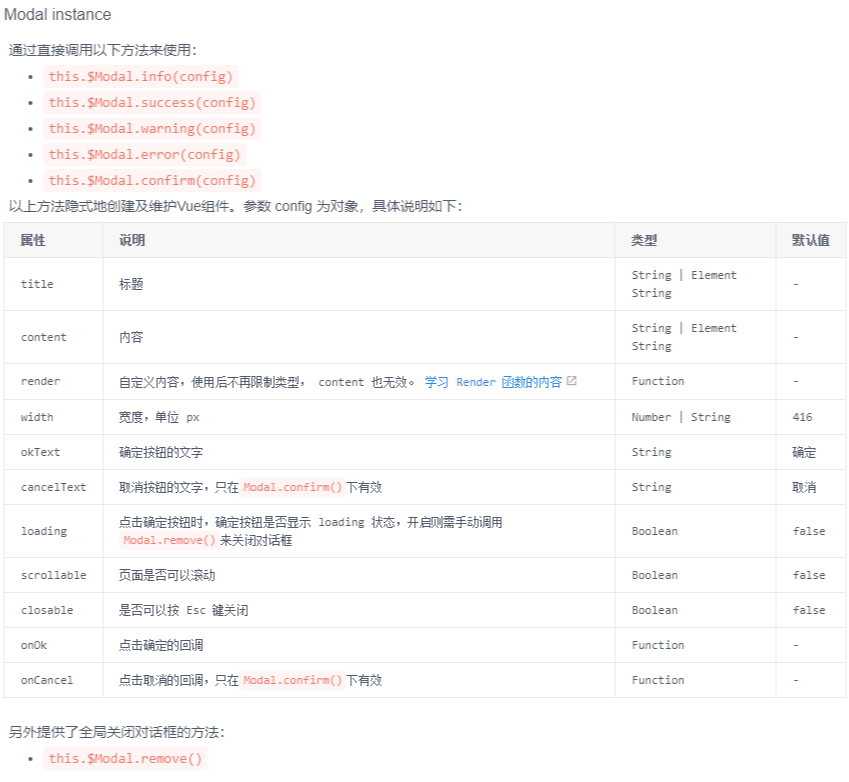 Modal instance
通过直接调用以下方法来使用：
• this.$Modal.info(config)
• this.$Modal.success(config)
• this.$Modal.warning(config)
• this.$Modal.error(config)
• this.$Modal.confirm(config)
以上方法隐式地创建及维护Vue组件。参数 config 为对象，具体说明如下：
属性 说明 类型 默认值
title 标题 String | Element String -
content 内容 String | Element String -
render 自定义内容，使用后不再限制类型， content 也无效。 学习 Render 函数的内容 Function -
width 宽度，单位 px Number | String 416
okText 确定按钮的文字 String 确定
cancelText 取消按钮的文字，只在 Modal.confirm() 下有效 String 取消
loading 点击确定按钮时，确定按钮是否显示 loading 状态，开启则需手动调用
Modal.remove() 来关闭对话框 Boolean false
scrollable 页面是否可以滚动 Boolean false
closable 是否可以按 Esc 键关闭 Boolean false
onOk 点击确定的回调 Function -
onCancel 点击取消的回调，只在 Modal.confirm() 下有效 Function -
另外提供了全局关闭对话框的方法：
• this.$Modal.remove()